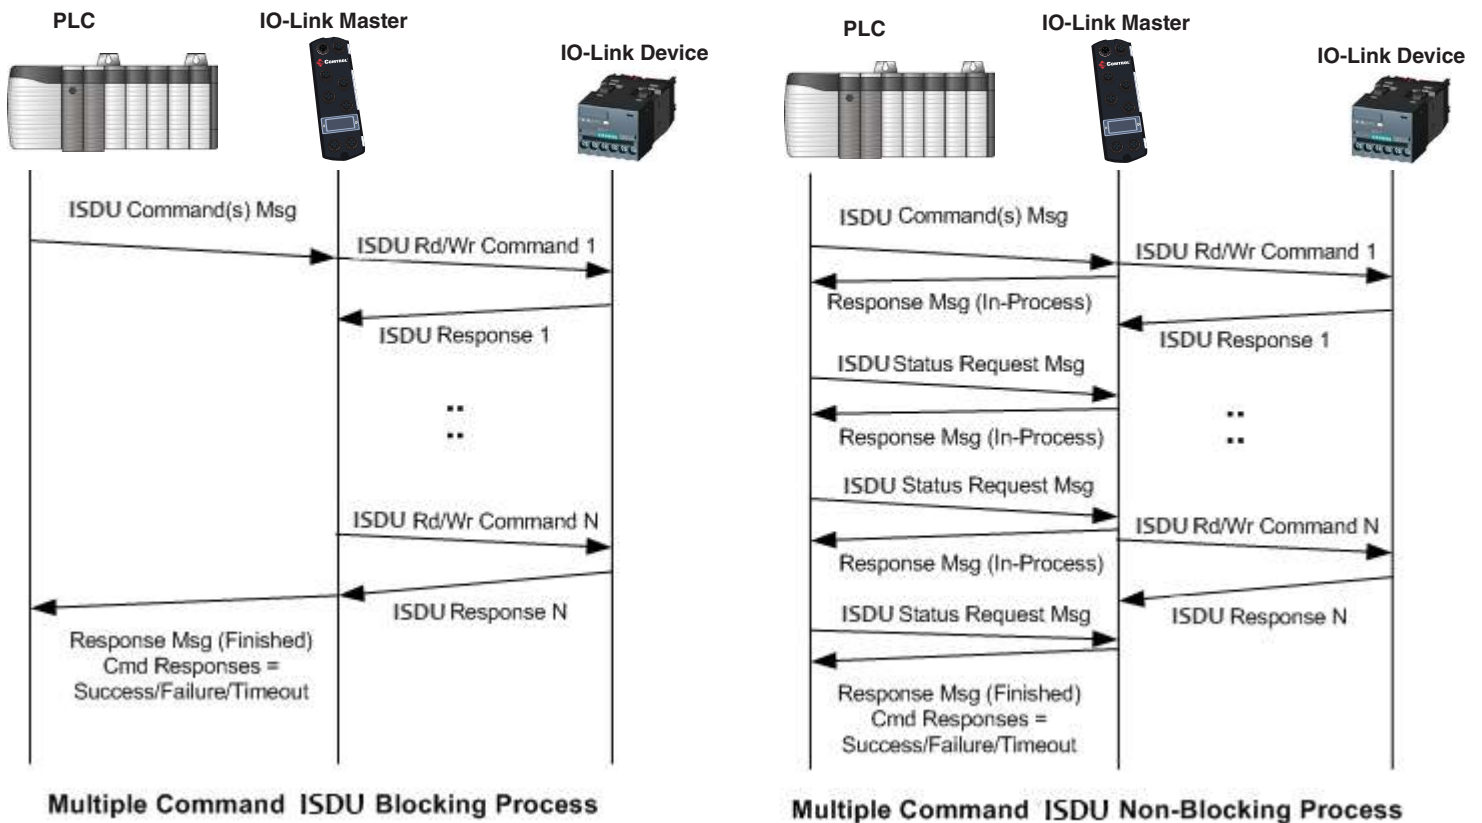 PLC
IO-Link Master
IO-Link Device
COMTROL
ISDU Command(s) Msg
ISDU Rd/Wr Command 1
ISDU Response 1
..
..
ISDU Rd/Wr Command N
ISDU Response N
Response Msg (Finished)
Cmd Responses =
Success/Failure/Timeout
Multiple Command ISDU Blocking Process
PLC
IO-Link Master
IO-Link Device
COMTROL
ISDU Command(s) Msg
ISDU Rd/Wr Command 1
Response Msg (In-Process)
ISDU Response 1
ISDU Status Request Msg
..
..
Response Msg (In-Process)
ISDU Status Request Msg
ISDU Rd/Wr Command N
Response Msg (In-Process)
ISDU Status Request Msg
ISDU Response N
Response Msg (Finished)
Cmd Responses =
Success/Failure/Timeout
Multiple Command ISDU Non-Blocking Process